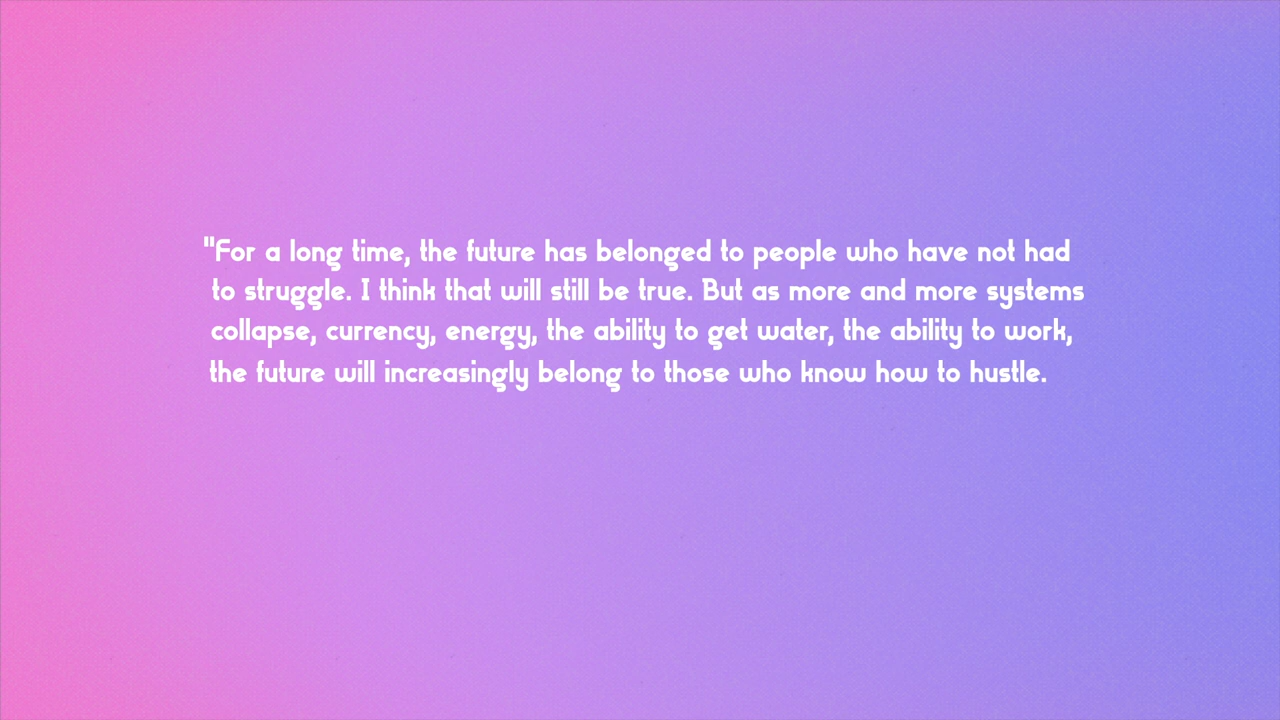 "For a long time, the future has belonged to people who have not had
to struggle. I think that will still be true. But as more and more systems
collapse, currency, energy, the ability to get water, the ability to work,
the future will increasingly belong to those who know how to hustle.